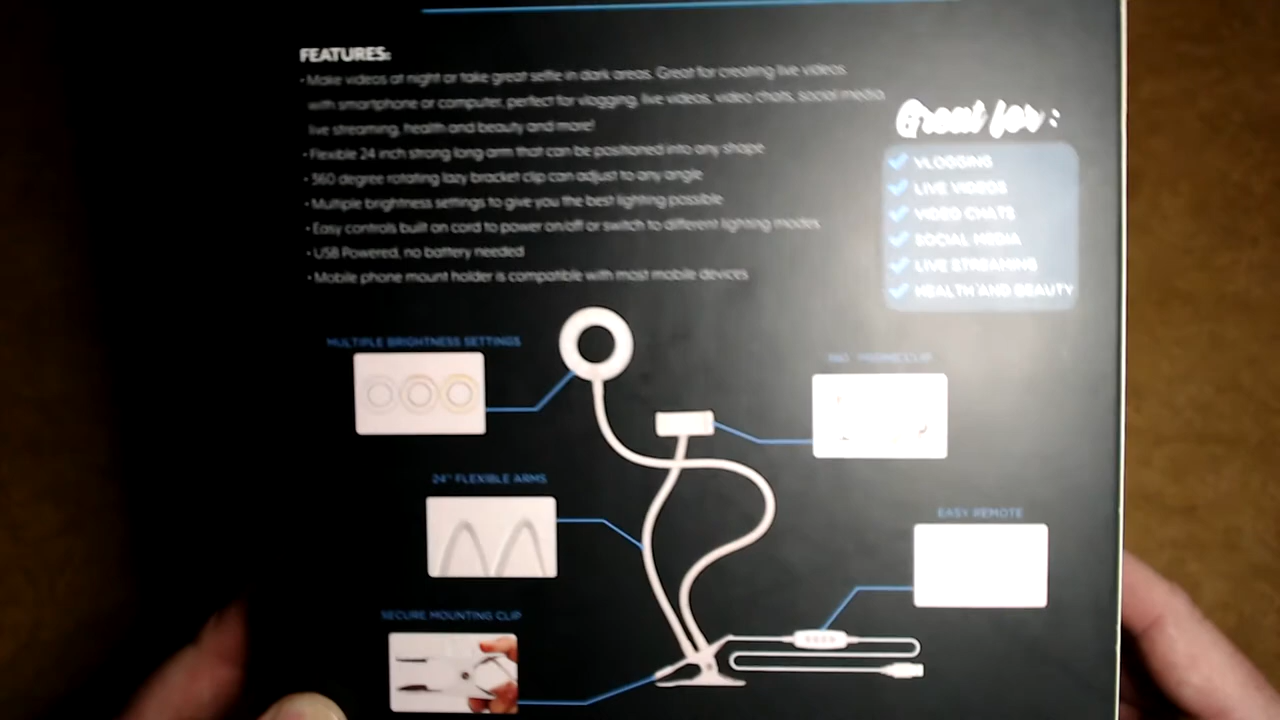 FEATURES:
• Make videos at night or take great selfie in dark areas. Great for creating live videos
with smartphone or computer, perfect for vlogging, live videos, video chats, social media
live streaming, health and beauty and more!
• Flexible 24 inch strong long arm that can be positioned into any shape
• 360 degree rotating lazy bracket clip can adjust to any angle
• Multiple brightness settings to give you the best lighting possible
• Easy controls built on cord to power on/off or switch to different lighting modes
• USB Powered, no battery needed
• Mobile phone mount holder is compatible with most mobile devices
Great for:
VLOGGING
LIVE VIDEOS
VIDEO CHATS
SOCIAL MEDIA
LIVE STREAMING
HEALTH AND BEAUTY
MULTIPLE BRIGHTNESS SETTINGS
24" FLEXIBLE ARMS
EASY REMOTE
SECURE MOUNTING CLIP